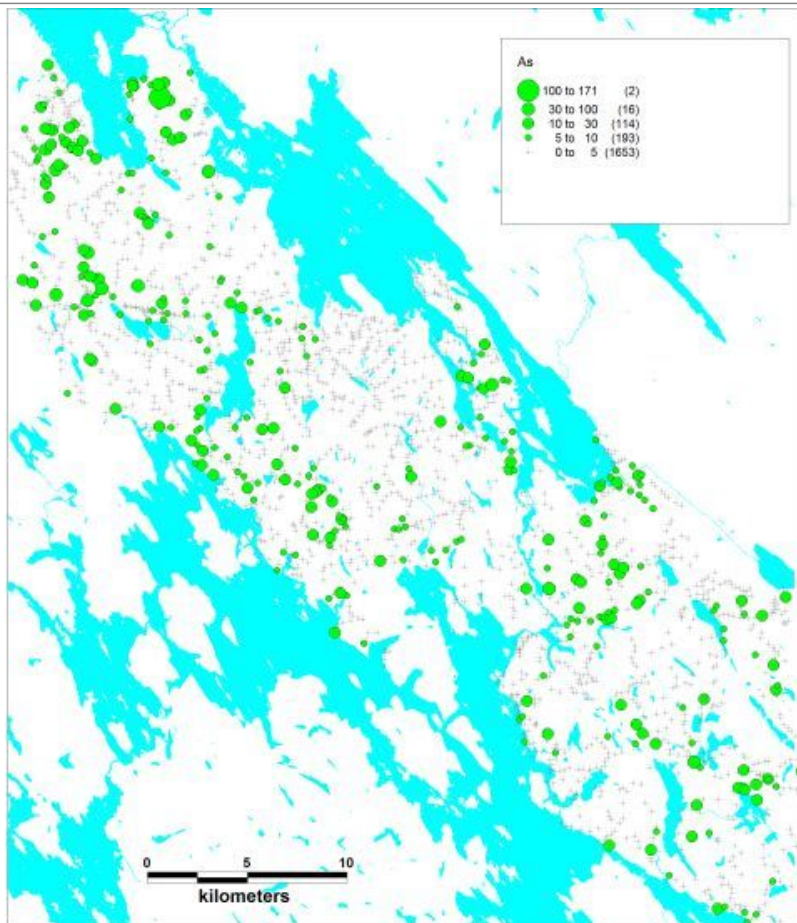 As
100 to 171 (2)
30 to 100 (16)
10 to 30 (114)
5 to 10 (193)
0 to 5 (1653)
0 5 10
kilometers